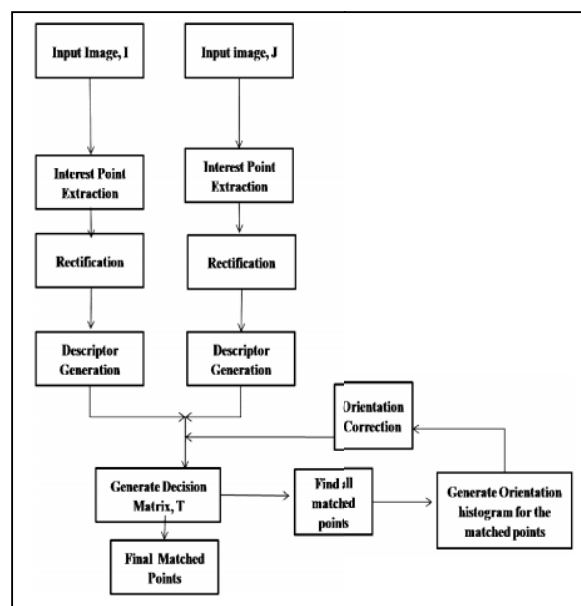 Input Image, I
Input image, J
Interest Point
Extraction
Interest Point
Extraction
Rectification
Rectification
Descriptor
Generation
Descriptor
Generation
Orientation
Correction
Generate Decision
Matrix, T
Find all
matched
points
Generate Orientation
histogram for the
matched points
Final Matched
Points